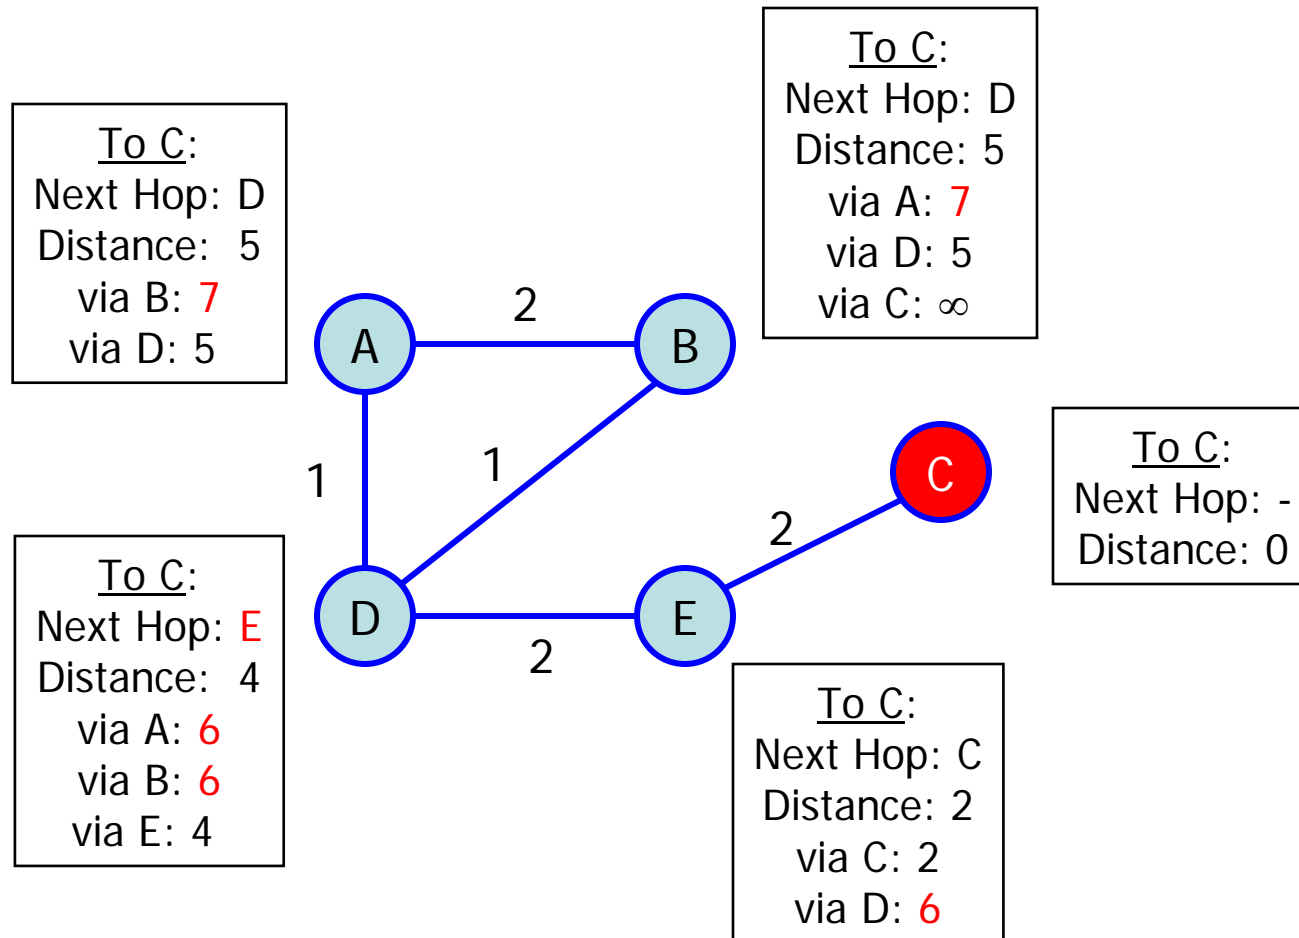 To C:
Next Hop: D
Distance: 5
via A: 7
via D: 5
via C: ∞
To C:
Next Hop: D
Distance: 5
via B: 7
via D: 5
2
A
B
1
1
C
2
To C:
Next Hop: -
Distance: 0
To C:
Next Hop: E
Distance: 4
via A: 6
via B: 6
via E: 4
D
E
2
To C:
Next Hop: C
Distance: 2
via C: 2
via D: 6